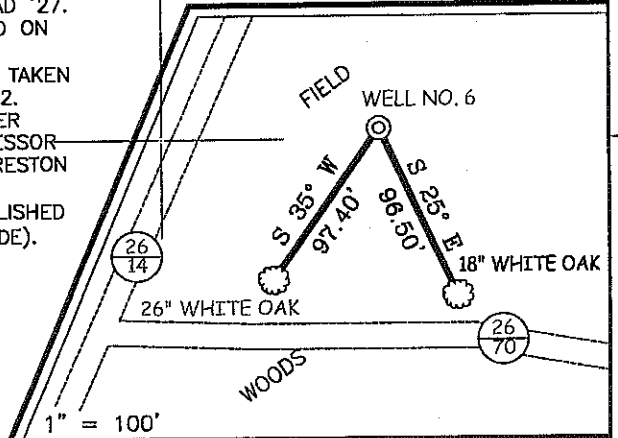 AD '27.
D ON
TAKEN
2.
ER
ESSOR
RESTON
LISHED
DE).
FIELD
WELL NO. 6
S 35° W
97.40'
S 25° E
96.50'
26" WHITE OAK
18" WHITE OAK
26
14
26
70
WOODS
1" = 100'